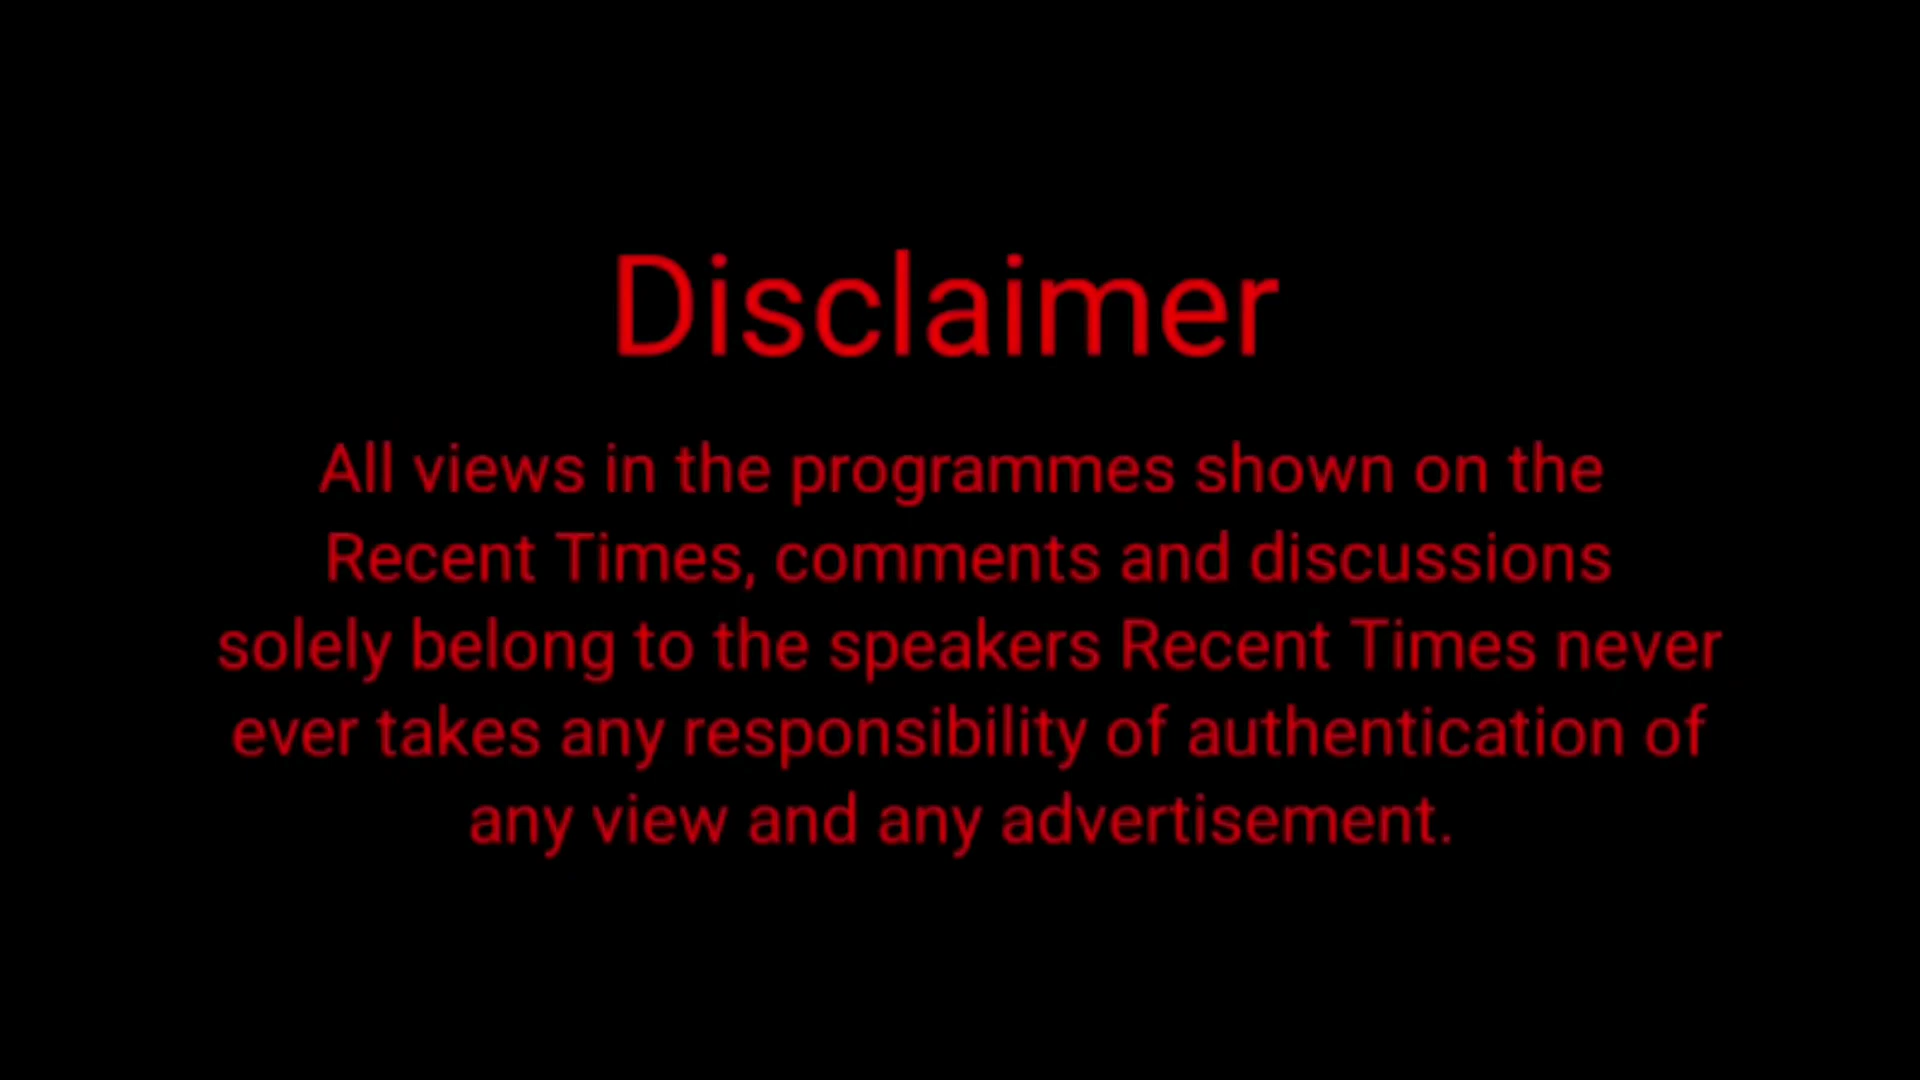 Disclaimer
All views in the programmes shown on the
Recent Times, comments and discussions
solely belong to the speakers Recent Times never
ever takes any responsibility of authentication of
any view and any advertisement.